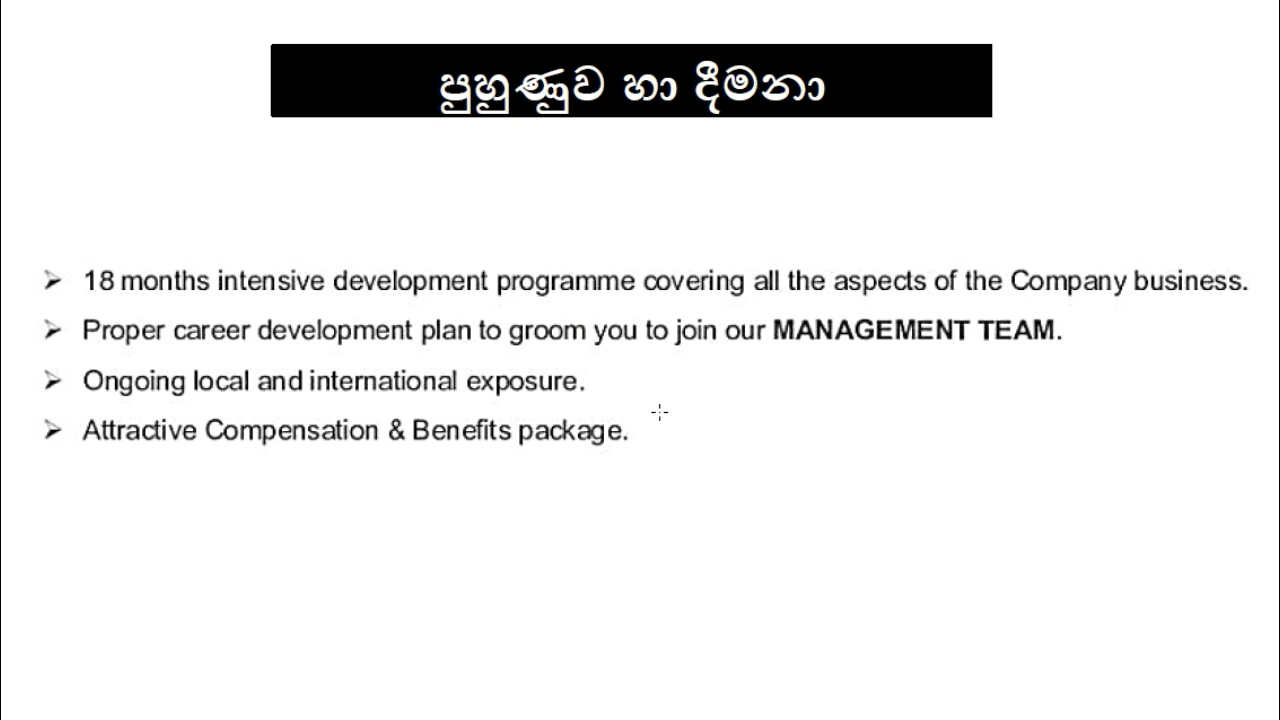 පුහුණුව හා දීමනා
➢ 18 months intensive development programme covering all the aspects of the Company business.
➢ Proper career development plan to groom you to join our MANAGEMENT TEAM.
➢ Ongoing local and international exposure.
➢ Attractive Compensation & Benefits package.